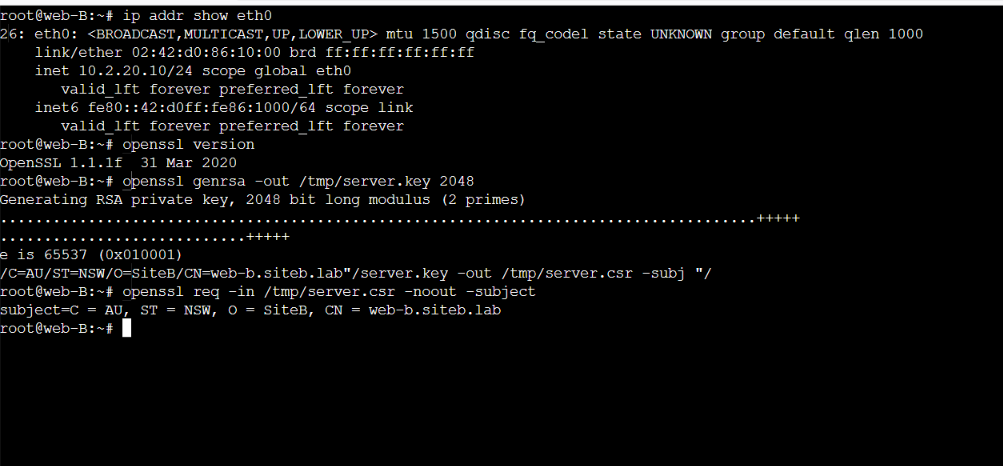 root@web-B:~# ip addr show eth0
26: eth0: <BROADCAST,MULTICAST,UP,LOWER_UP> mtu 1500 qdisc fq_codel state UNKNOWN group default qlen 1000
    link/ether 02:42:d0:86:10:00 brd ff:ff:ff:ff:ff:ff
    inet 10.2.20.10/24 scope global eth0
       valid_lft forever preferred_lft forever
    inet6 fe80::42:d0ff:fe86:1000/64 scope link
       valid_lft forever preferred_lft forever
root@web-B:~# openssl version
OpenSSL 1.1.1f  31 Mar 2020
root@web-B:~# openssl genrsa -out /tmp/server.key 2048
Generating RSA private key, 2048 bit long modulus (2 primes)
.....................................................................................+++++
............................+++++
e is 65537 (0x010001)
/C=AU/ST=NSW/O=SiteB/CN=web-b.siteb.lab"/server.key -out /tmp/server.csr -subj "/
root@web-B:~# openssl req -in /tmp/server.csr -noout -subject
subject=C = AU, ST = NSW, O = SiteB, CN = web-b.siteb.lab
root@web-B:~#